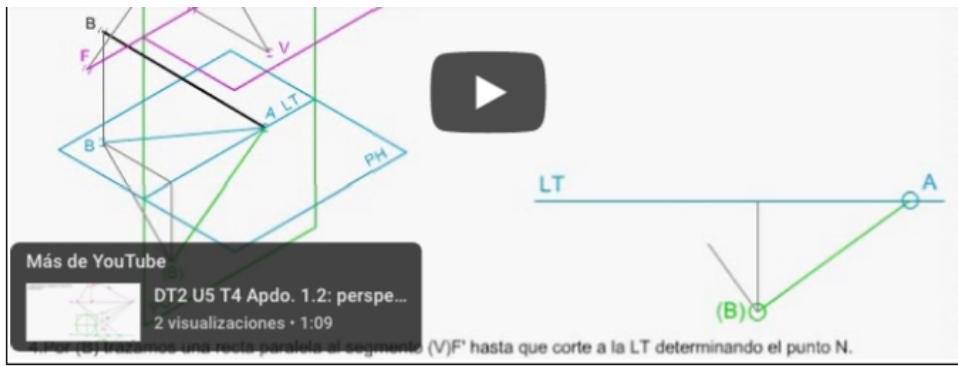 B
F
V
A LT
B
PH
LT
A
(B)
Más de YouTube
(B)
DT2 U5 T4 Apdo. 1.2: perspe...
2 visualizaciones • 1:09
4.Por (B) trazamos una recta paralela al segmento (V)F' hasta que corte a la LT determinando el punto N.